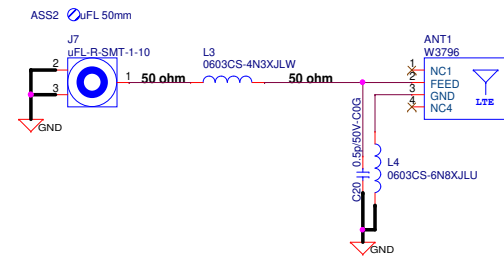 ASS2 uFL 50mm
J7
uFL-R-SMT-1-10
2
3
1
GND
50 ohm
L3
0603CS-4N3XJLW
50 ohm
ANT1
W3796
1 NC1
2 FEED
3 GND
4 NC4
LTE
C20 0.5p/50V-C0G
L4
0603CS-6N8XJLU
GND